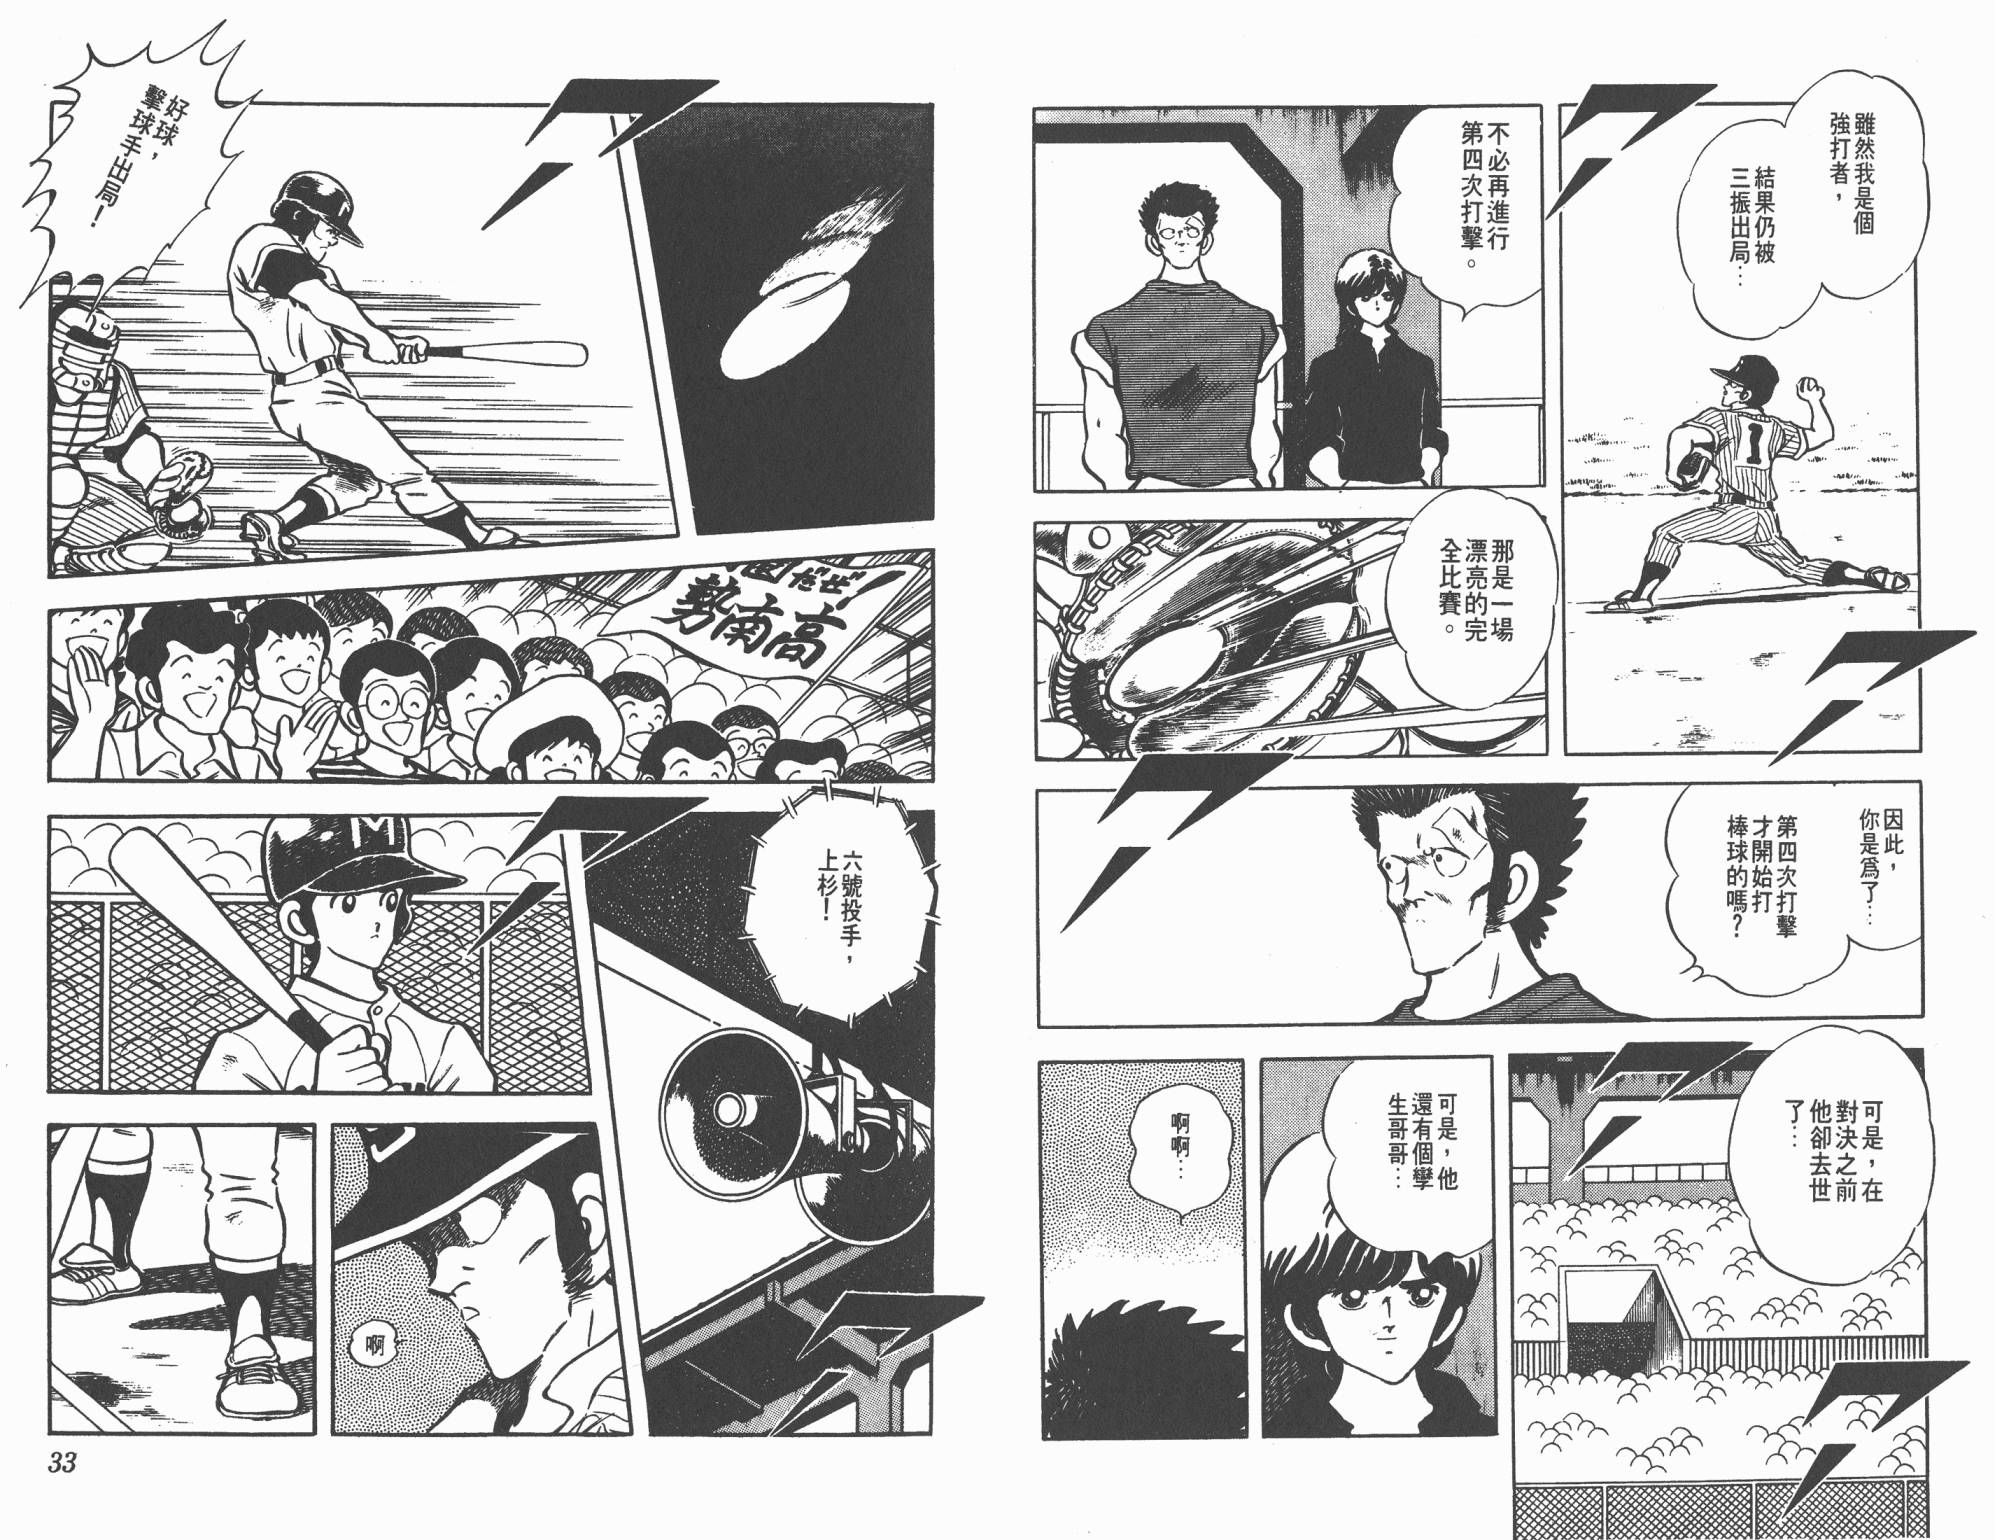 雖然我是個
強打者，
結果仍被
三振出局…
1
不必再進行
第四次打擊。
那是一場
漂亮的完
全比賽。
因此，
你是爲了…
第四次打擊
才開始打
棒球的嗎？
可是，在
對決之前
他卻去世
了…
可是，他
還有個孿
生哥哥…
啊啊…
好球，
擊球手出局！
M
園だぜ！
勢南高
六號投手，
上杉！
M
啊
33